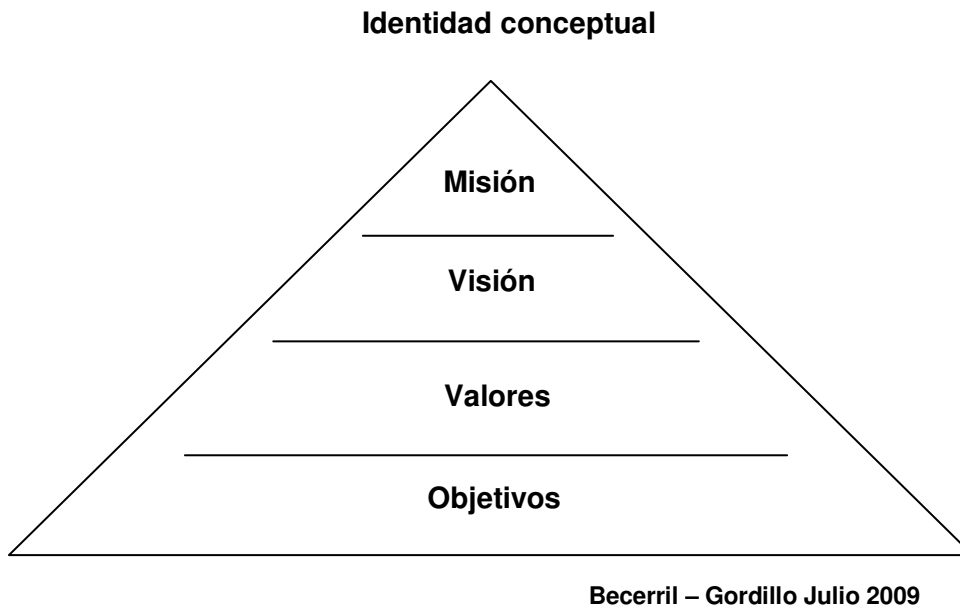 Identidad conceptual
Misión
Visión
Valores
Objetivos
Becerril – Gordillo Julio 2009